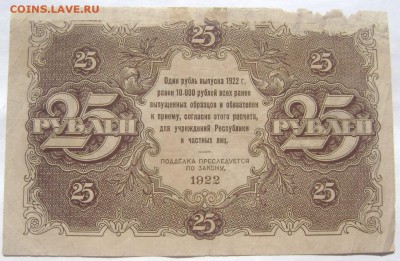 COINS.LAVE.RU
25
25 РУБЛЕЙ
Один рубль выпуска 1922 г.
равен 10-000 рублей всех ранее
выпущенных образцов и обязателен
к приему, согласно этого расчета,
для учреждений Республики
и частных лиц.
ПОДДЕЛКА ПРЕСЛЕДУЕТСЯ
ПО ЗАКОНУ.
1922
25 РУБЛЕЙ
25
25
25
25